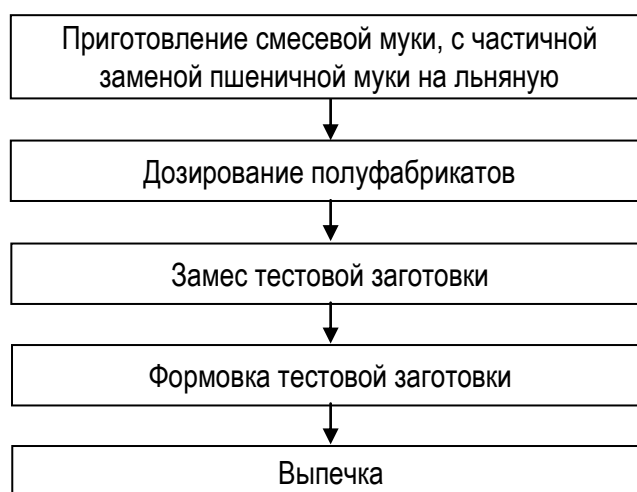 Приготовление смесевой муки, с частичной
заменой пшеничной муки на льняную
Дозирование полуфабрикатов
Замес тестовой заготовки
Формовка тестовой заготовки
Выпечка